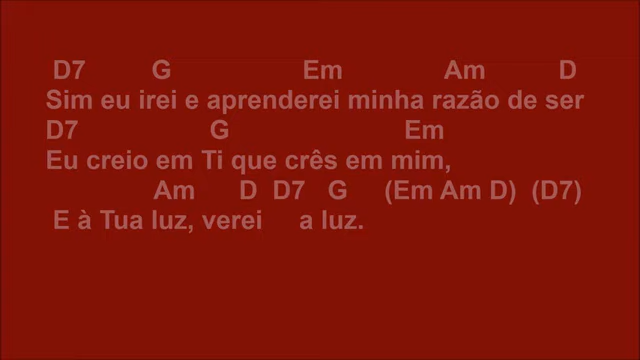 D7 G Em Am D
Sim eu irei e aprenderei minha razão de ser
D7 G Em
Eu creio em Ti que crês em mim,
Am D D7 G (Em Am D) (D7)
E à Tua luz, verei a luz.